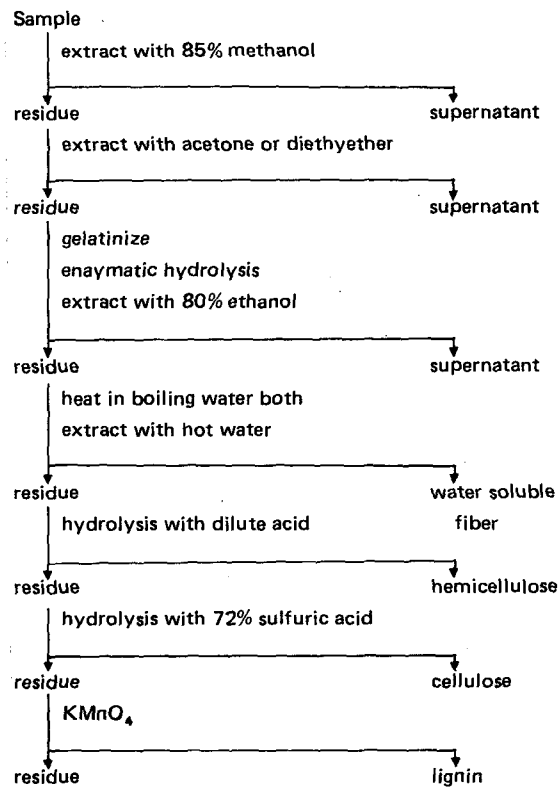 Sample
extract with 85% methanol
residue supernatant
extract with acetone or diethyether
residue supernatant
gelatinize
enaymatic hydrolysis
extract with 80% ethanol
residue supernatant
heat in boiling water both
extract with hot water
residue water soluble
hydrolysis with dilute acid fiber
residue hemicellulose
hydrolysis with 72% sulfuric acid
residue cellulose
KMnO₄
residue lignin